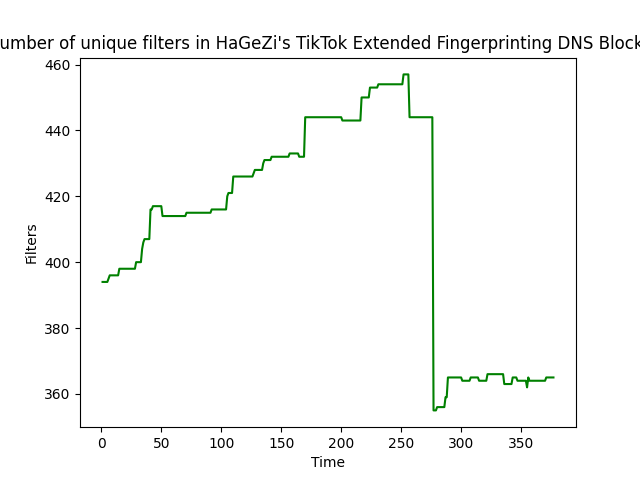 umber of unique filters in HaGeZi's TikTok Extended Fingerprinting DNS Block
460
440
420
400
380
360
Filters
0 50 100 150 200 250 300 350
Time